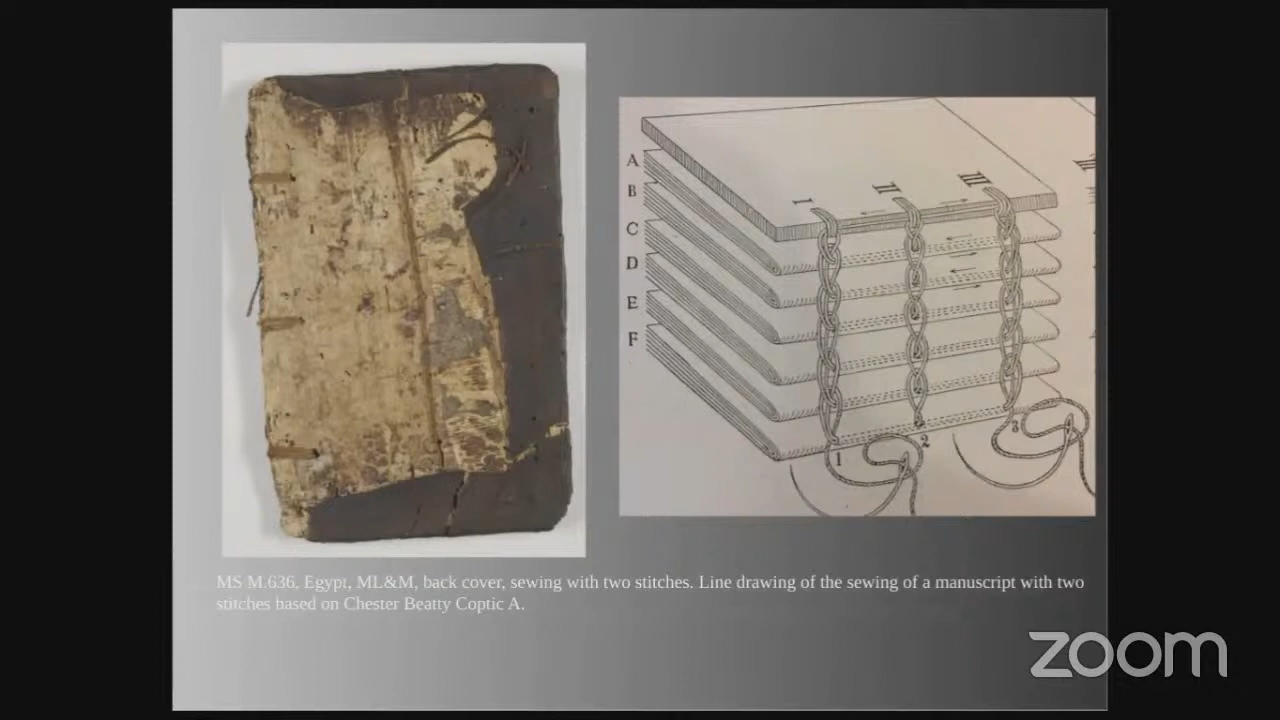 A
B
C
D
E
F
I
II
III
1
2
3
MS M.636, Egypt, ML&M, back cover, sewing with two stitches. Line drawing of the sewing of a manuscript with two
stitches based on Chester Beatty Coptic A.
zoom